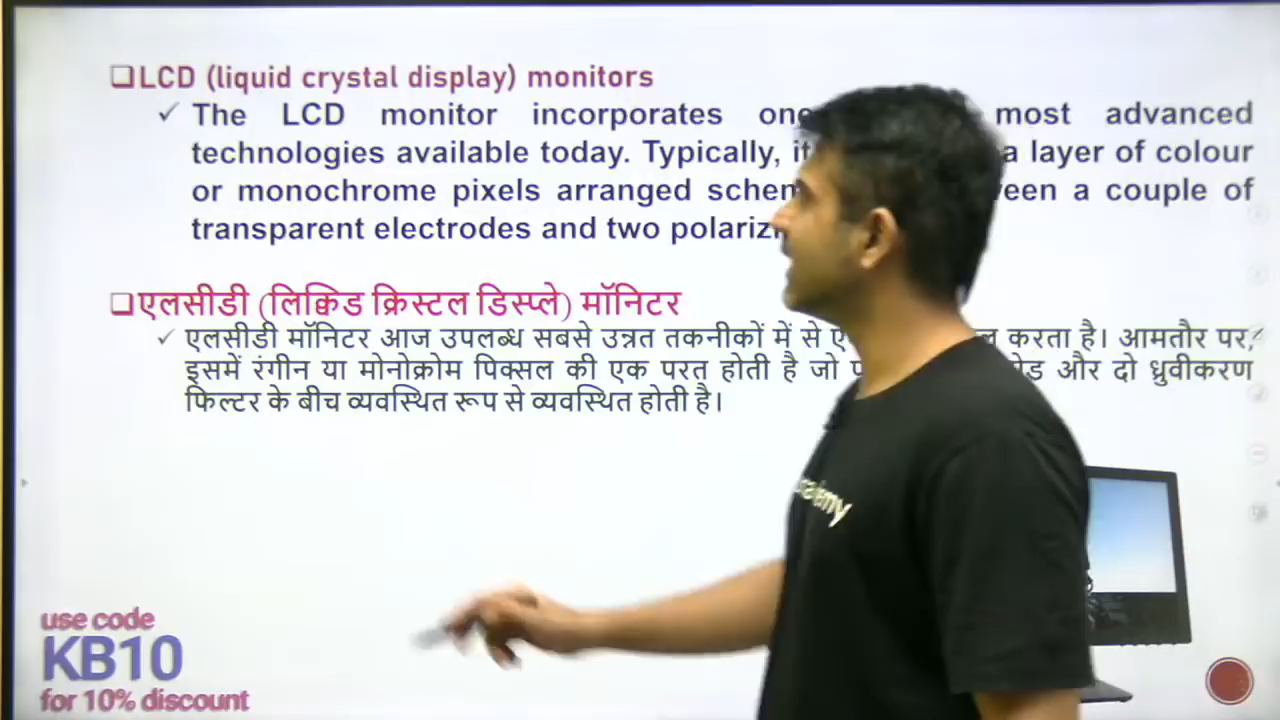 ❑LCD (liquid crystal display) monitors
✓ The LCD monitor incorporates one most advanced
technologies available today. Typically, it a layer of colour
or monochrome pixels arranged a couple of
transparent electrodes and two
❑एलसीडी (लिक्विड क्रिस्टल डिस्प्ले) मॉनिटर
✓ एलसीडी मॉनिटर आज उपलब्ध सबसे उन्नत तकनीकों में से करता है। आमतौर पर,
इसमें रंगीन या मोनोक्रोम पिक्सल की एक परत होती है जो और दो ध्रुवीकरण
फिल्टर के बीच व्यवस्थित रूप से व्यवस्थित होती है।
use code
KB10
for 10% discount